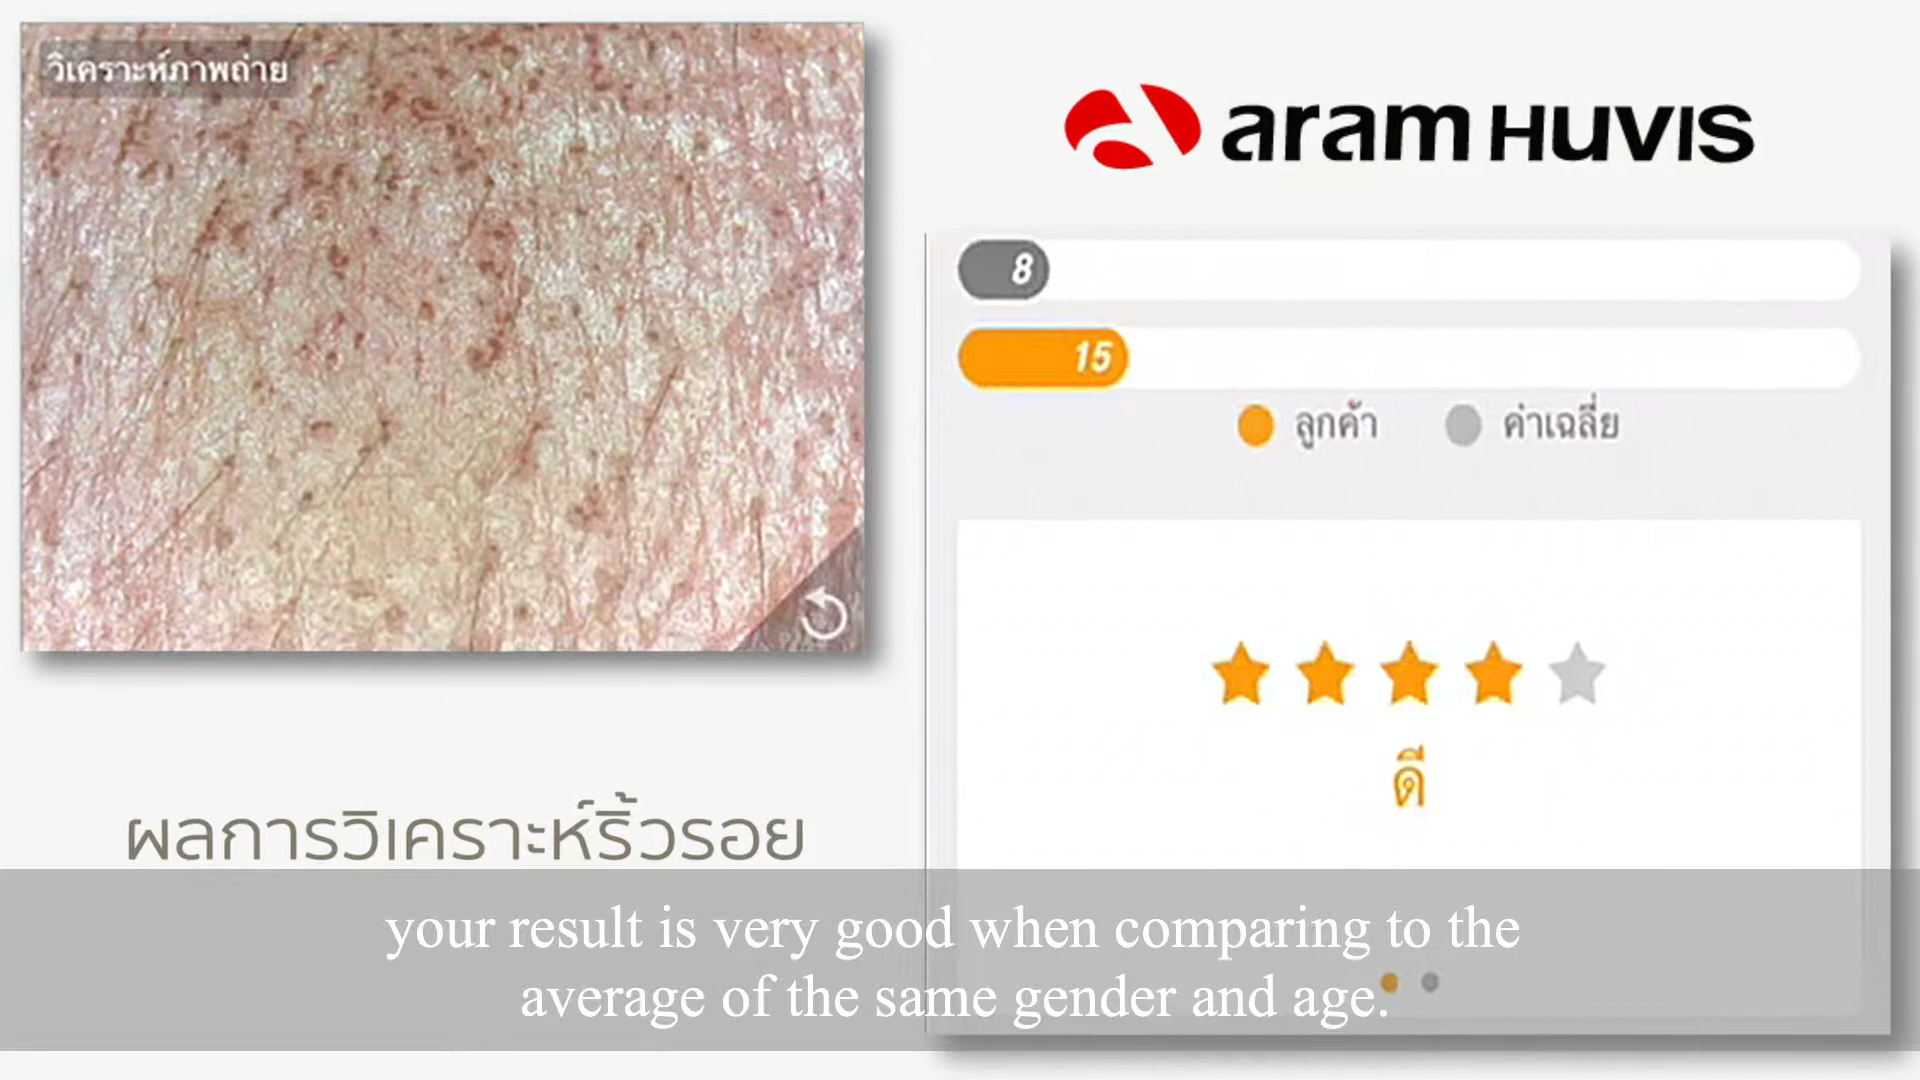 วิเคราะห์ภาพถ่าย
aram HUVIS
8
15
ลูกค้า
ค่าเฉลี่ย
ดี
ผลการวิเคราะห์ริ้วรอย
your result is very good when comparing to the
average of the same gender and age.